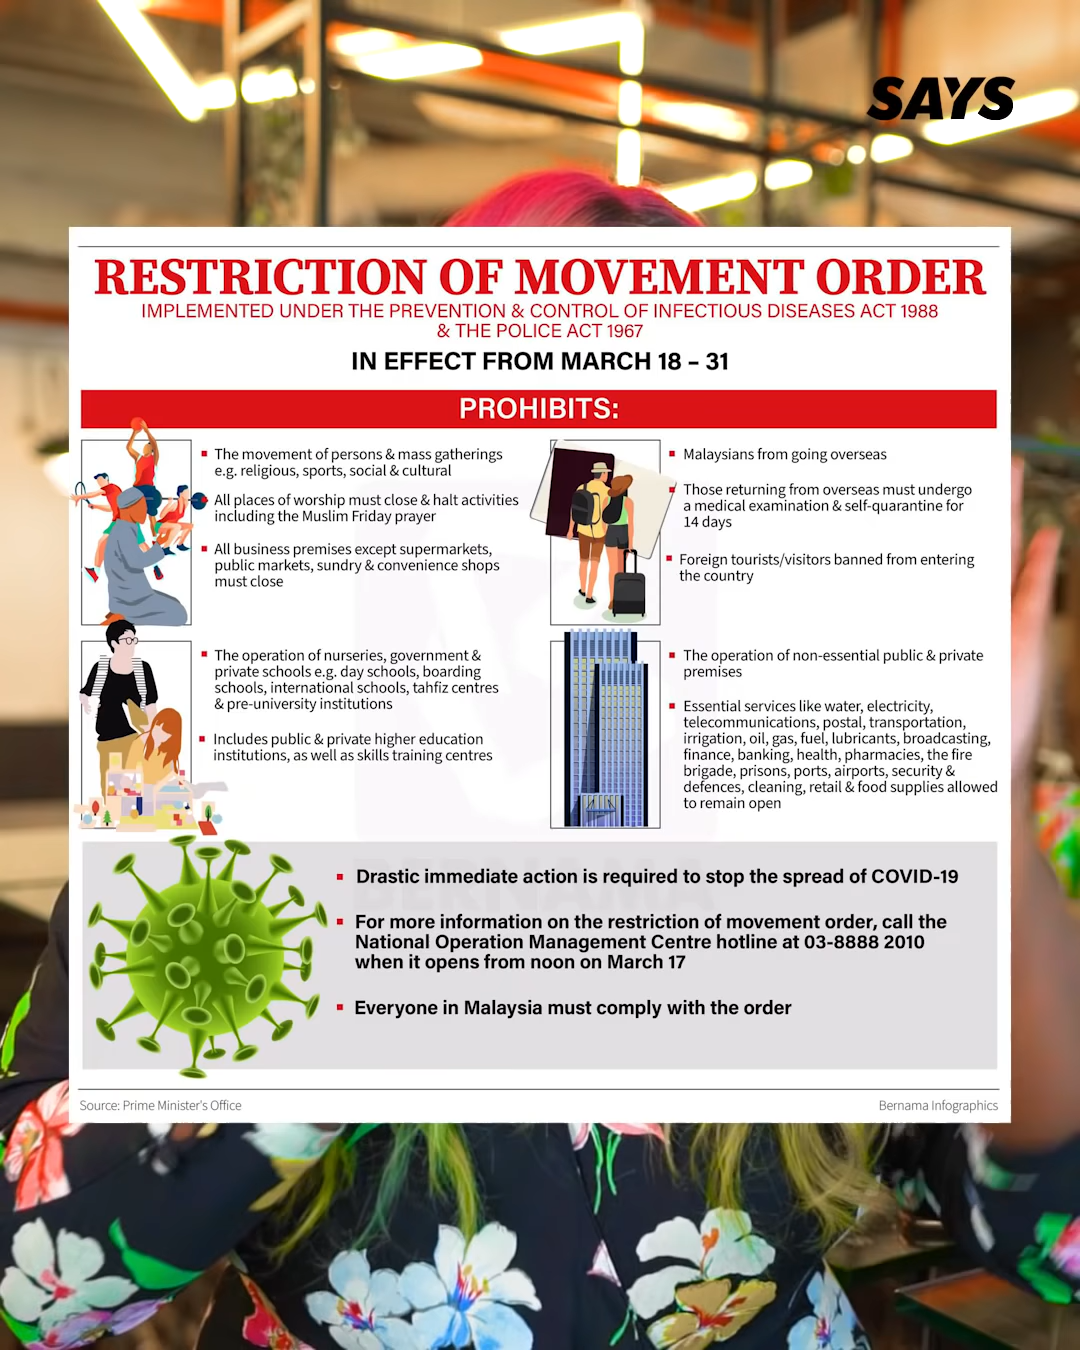 SAYS
RESTRICTION OF MOVEMENT ORDER
IMPLEMENTED UNDER THE PREVENTION & CONTROL OF INFECTIOUS DISEASES ACT 1988
& THE POLICE ACT 1967
IN EFFECT FROM MARCH 18 – 31
PROHIBITS:
The movement of persons & mass gatherings
e.g. religious, sports, social & cultural
All places of worship must close & halt activities
including the Muslim Friday prayer
All business premises except supermarkets,
public markets, sundry & convenience shops
must close
Malaysians from going overseas
Those returning from overseas must undergo
a medical examination & self-quarantine for
14 days
Foreign tourists/visitors banned from entering
the country
The operation of nurseries, government &
private schools e.g. day schools, boarding
schools, international schools, tahfiz centres
& pre-university institutions
Includes public & private higher education
institutions, as well as skills training centres
The operation of non-essential public & private
premises
Essential services like water, electricity,
telecommunications, postal, transportation,
irrigation, oil, gas, fuel, lubricants, broadcasting,
finance, banking, health, pharmacies, the fire
brigade, prisons, ports, airports, security &
defences, cleaning, retail & food supplies allowed
to remain open
BERNAMA
Drastic immediate action is required to stop the spread of COVID-19
For more information on the restriction of movement order, call the
National Operation Management Centre hotline at 03-8888 2010
when it opens from noon on March 17
Everyone in Malaysia must comply with the order
Source: Prime Minister's Office
Bernama Infographics